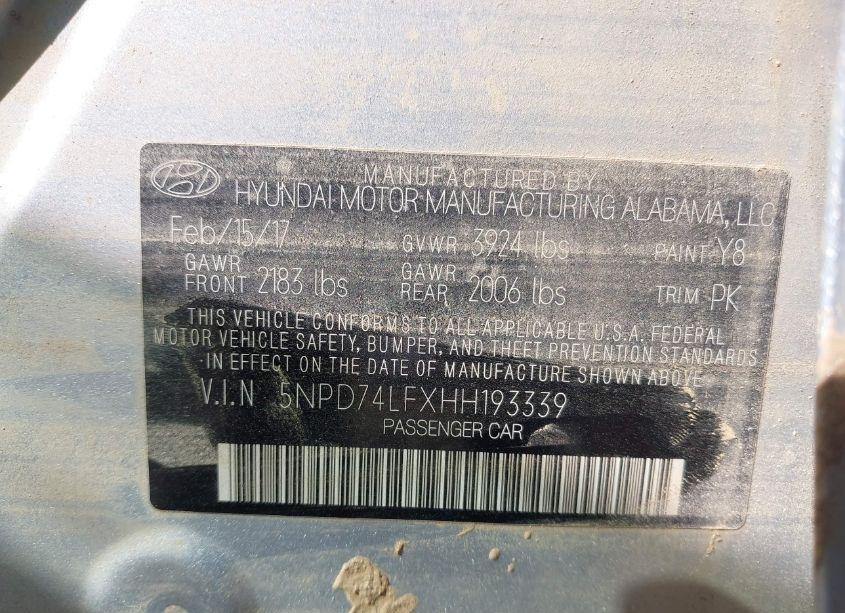 MANUFACTURED BY
HYUNDAI MOTOR MANUFACTURING ALABAMA, LLC
Feb/15/17 GVWR 3924 lbs PAINT Y8
GAWR FRONT 2183 lbs GAWR REAR 2006 lbs TRIM PK
THIS VEHICLE CONFORMS TO ALL APPLICABLE U.S.A. FEDERAL
MOTOR VEHICLE SAFETY, BUMPER, AND THEFT PREVENTION STANDARDS
IN EFFECT ON THE DATE OF MANUFACTURE SHOWN ABOVE.
V.I.N 5NPD74LFXHH193339
PASSENGER CAR